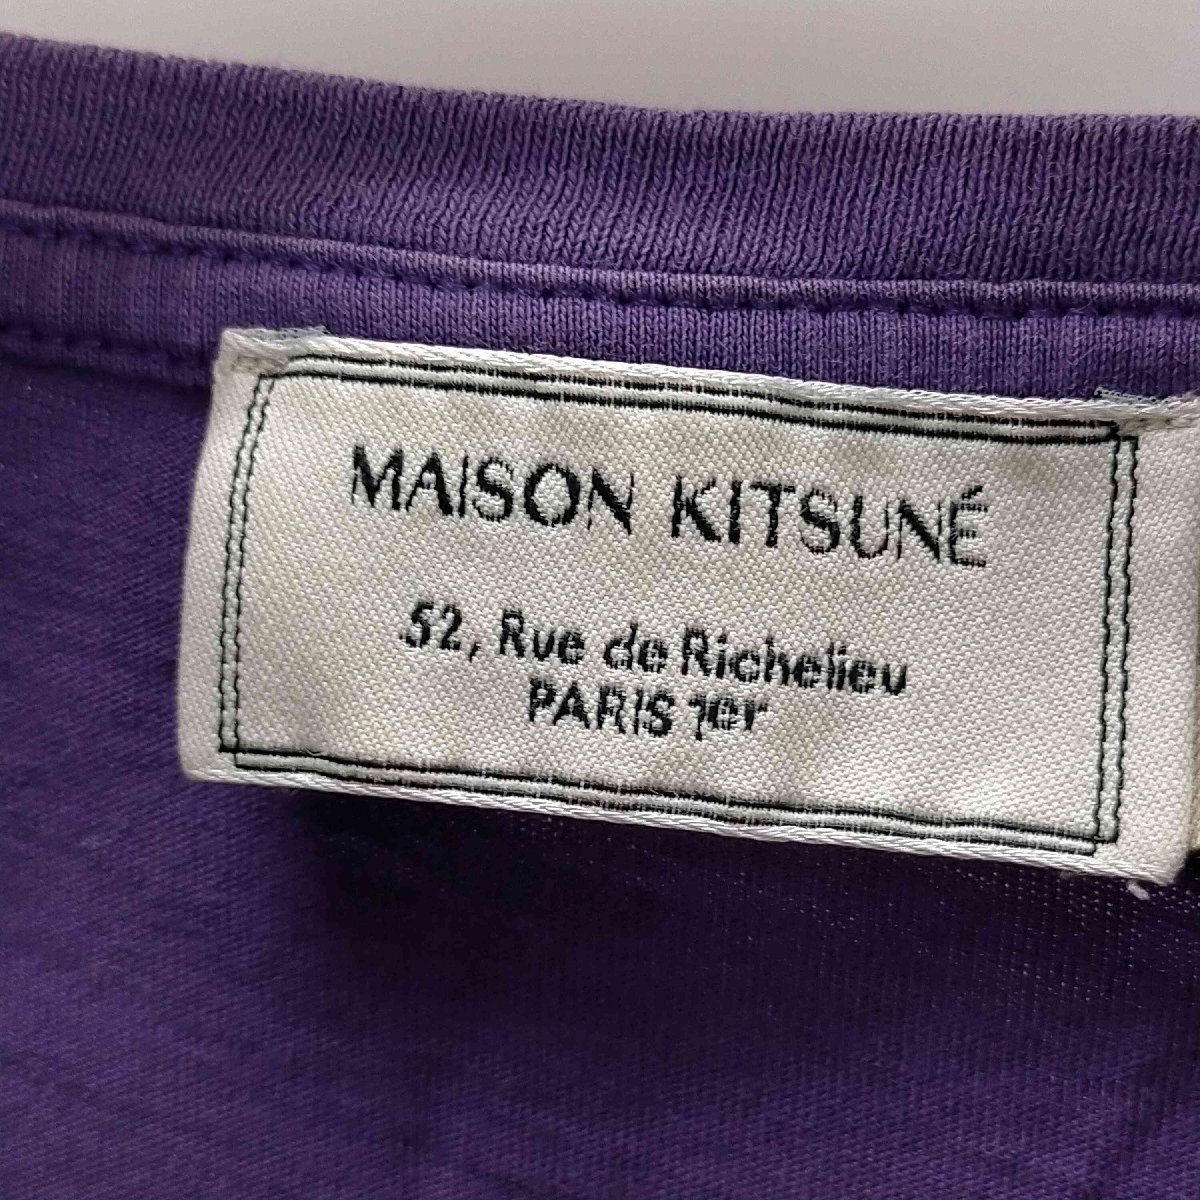 MAISON KITSUNÉ
52, Rue de Richelieu
PARIS 1er